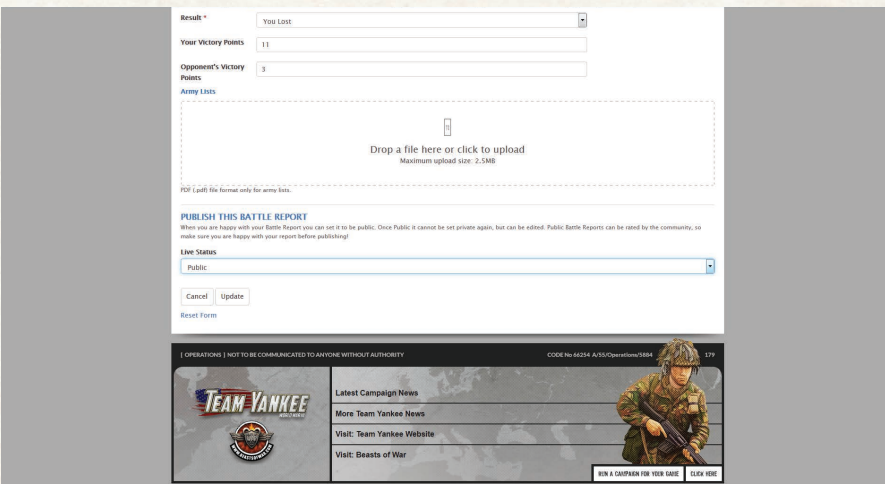 Result *
You Lost
Your Victory Points
11
Opponent's Victory
Points
3
Army Lists
Drop a file here or click to upload
Maximum upload size: 2.5MB
PDF (.pdf) file format only for army lists.
PUBLISH THIS BATTLE REPORT
When you are happy with your Battle Report you can set it to be public. Once Public it cannot be set private again, but can be edited. Public Battle Reports can be rated by the community, so
make sure you are happy with your report before publishing!
Live Status
Public
Cancel Update
Reset Form
| OPERATIONS | NOT TO BE COMMUNICATED TO ANYONE WITHOUT AUTHORITY
CODE No 66254 A/55/Operations/5884
179
TEAM YANKEE
WORLD WAR III
WWW.BEASTSOFWAR.COM
Latest Campaign News
More Team Yankee News
Visit: Team Yankee Website
Visit: Beasts of War
RUN A CAMPAIGN FOR YOUR GAME CLICK HERE